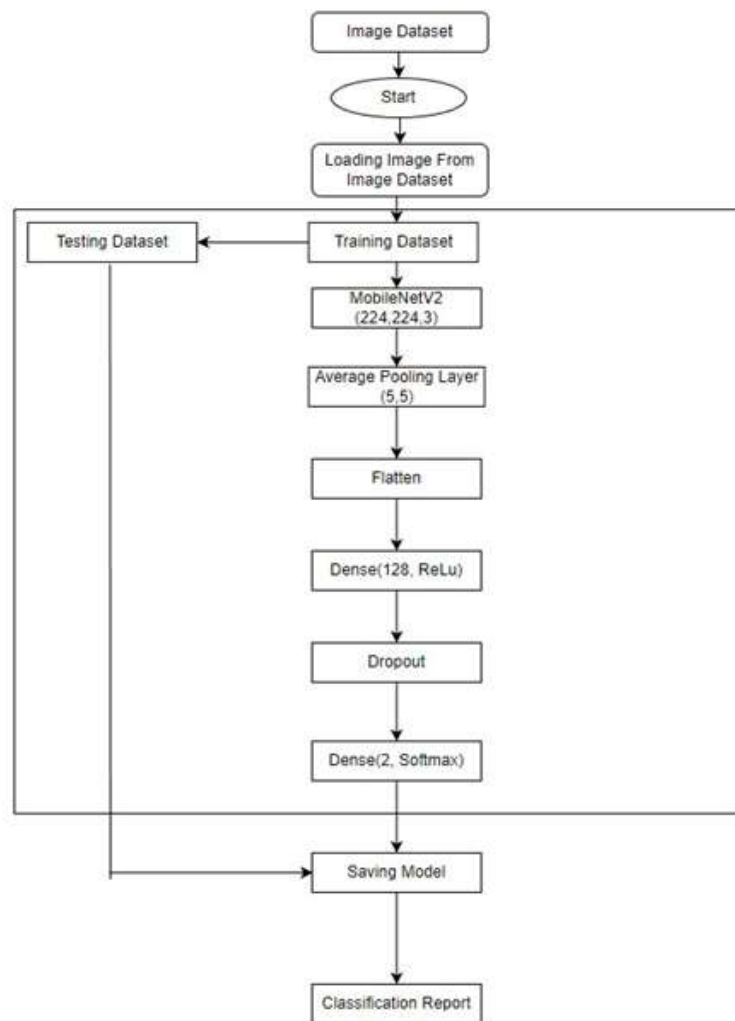 Image Dataset
Start
Loading Image From
Image Dataset
Testing Dataset
Training Dataset
MobileNetV2
(224,224,3)
Average Pooling Layer
(5,5)
Flatten
Dense(128, ReLu)
Dropout
Dense(2, Softmax)
Saving Model
Classification Report